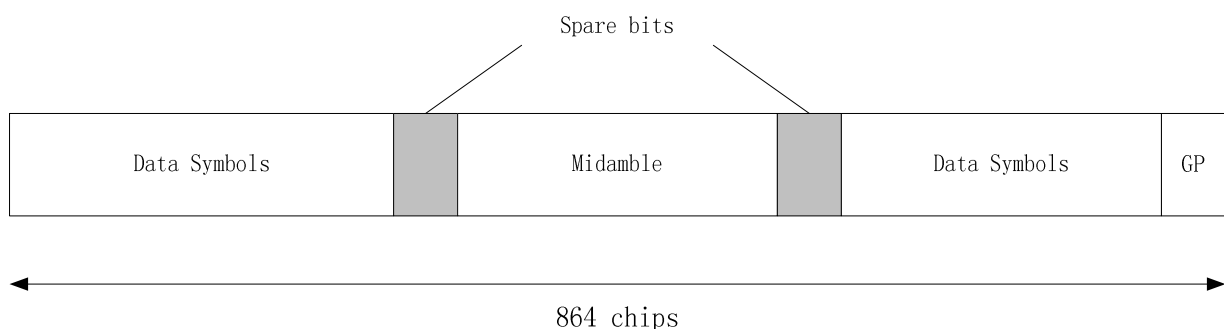 Spare bits
Data Symbols
Midamble
Data Symbols
GP
864 chips